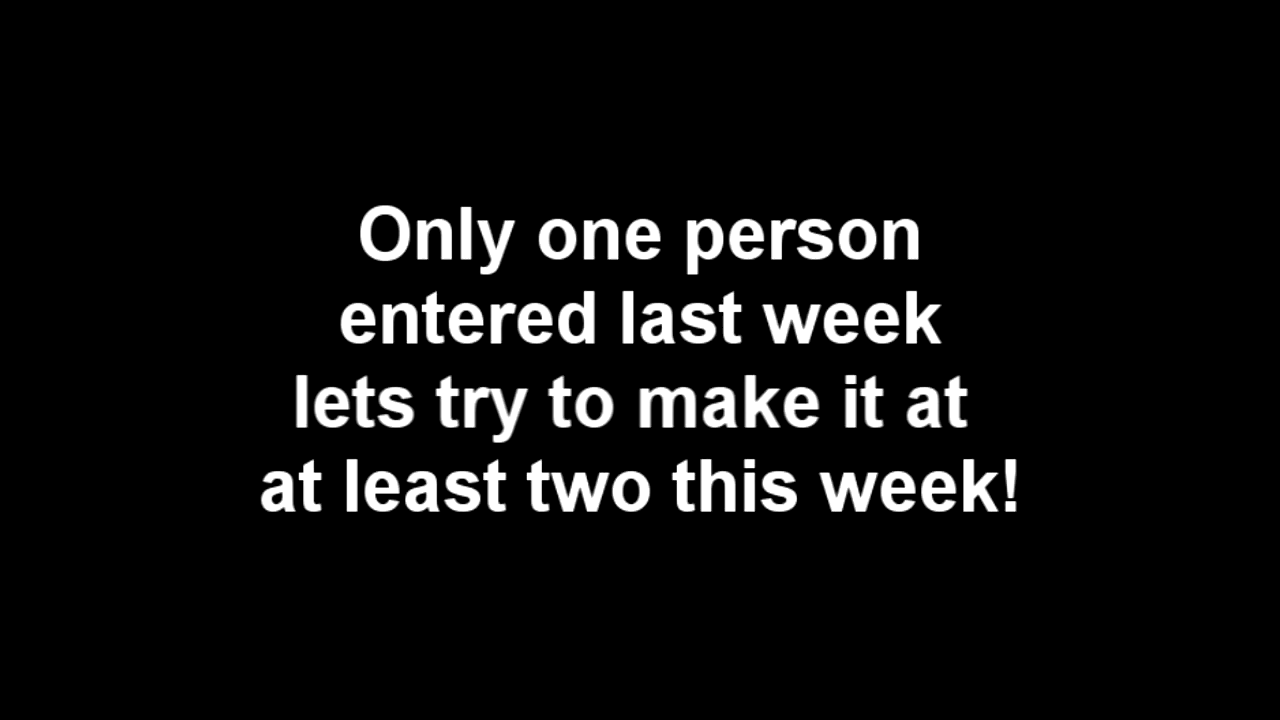 Only one person
entered last week
lets try to make it at
at least two this week!